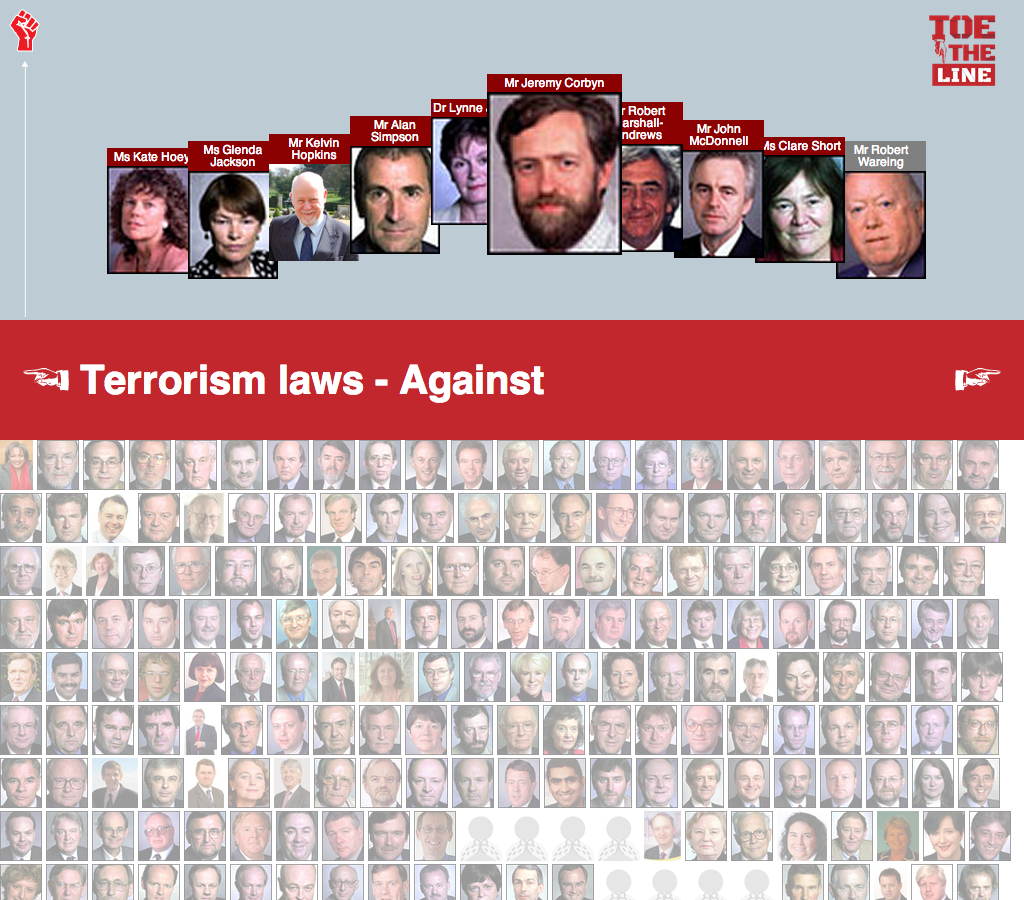 TOE
THE
LINE
Mr Jeremy Corbyn
Dr Lynne
Mr Robert
Marshall-
Andrews
Mr Alan
Simpson
Mr John
McDonnell
Mr Kelvin
Hopkins
Ms Clare Short
Ms Glenda
Jackson
Mr Robert
Wareing
Ms Kate Hoey
Terrorism laws - Against